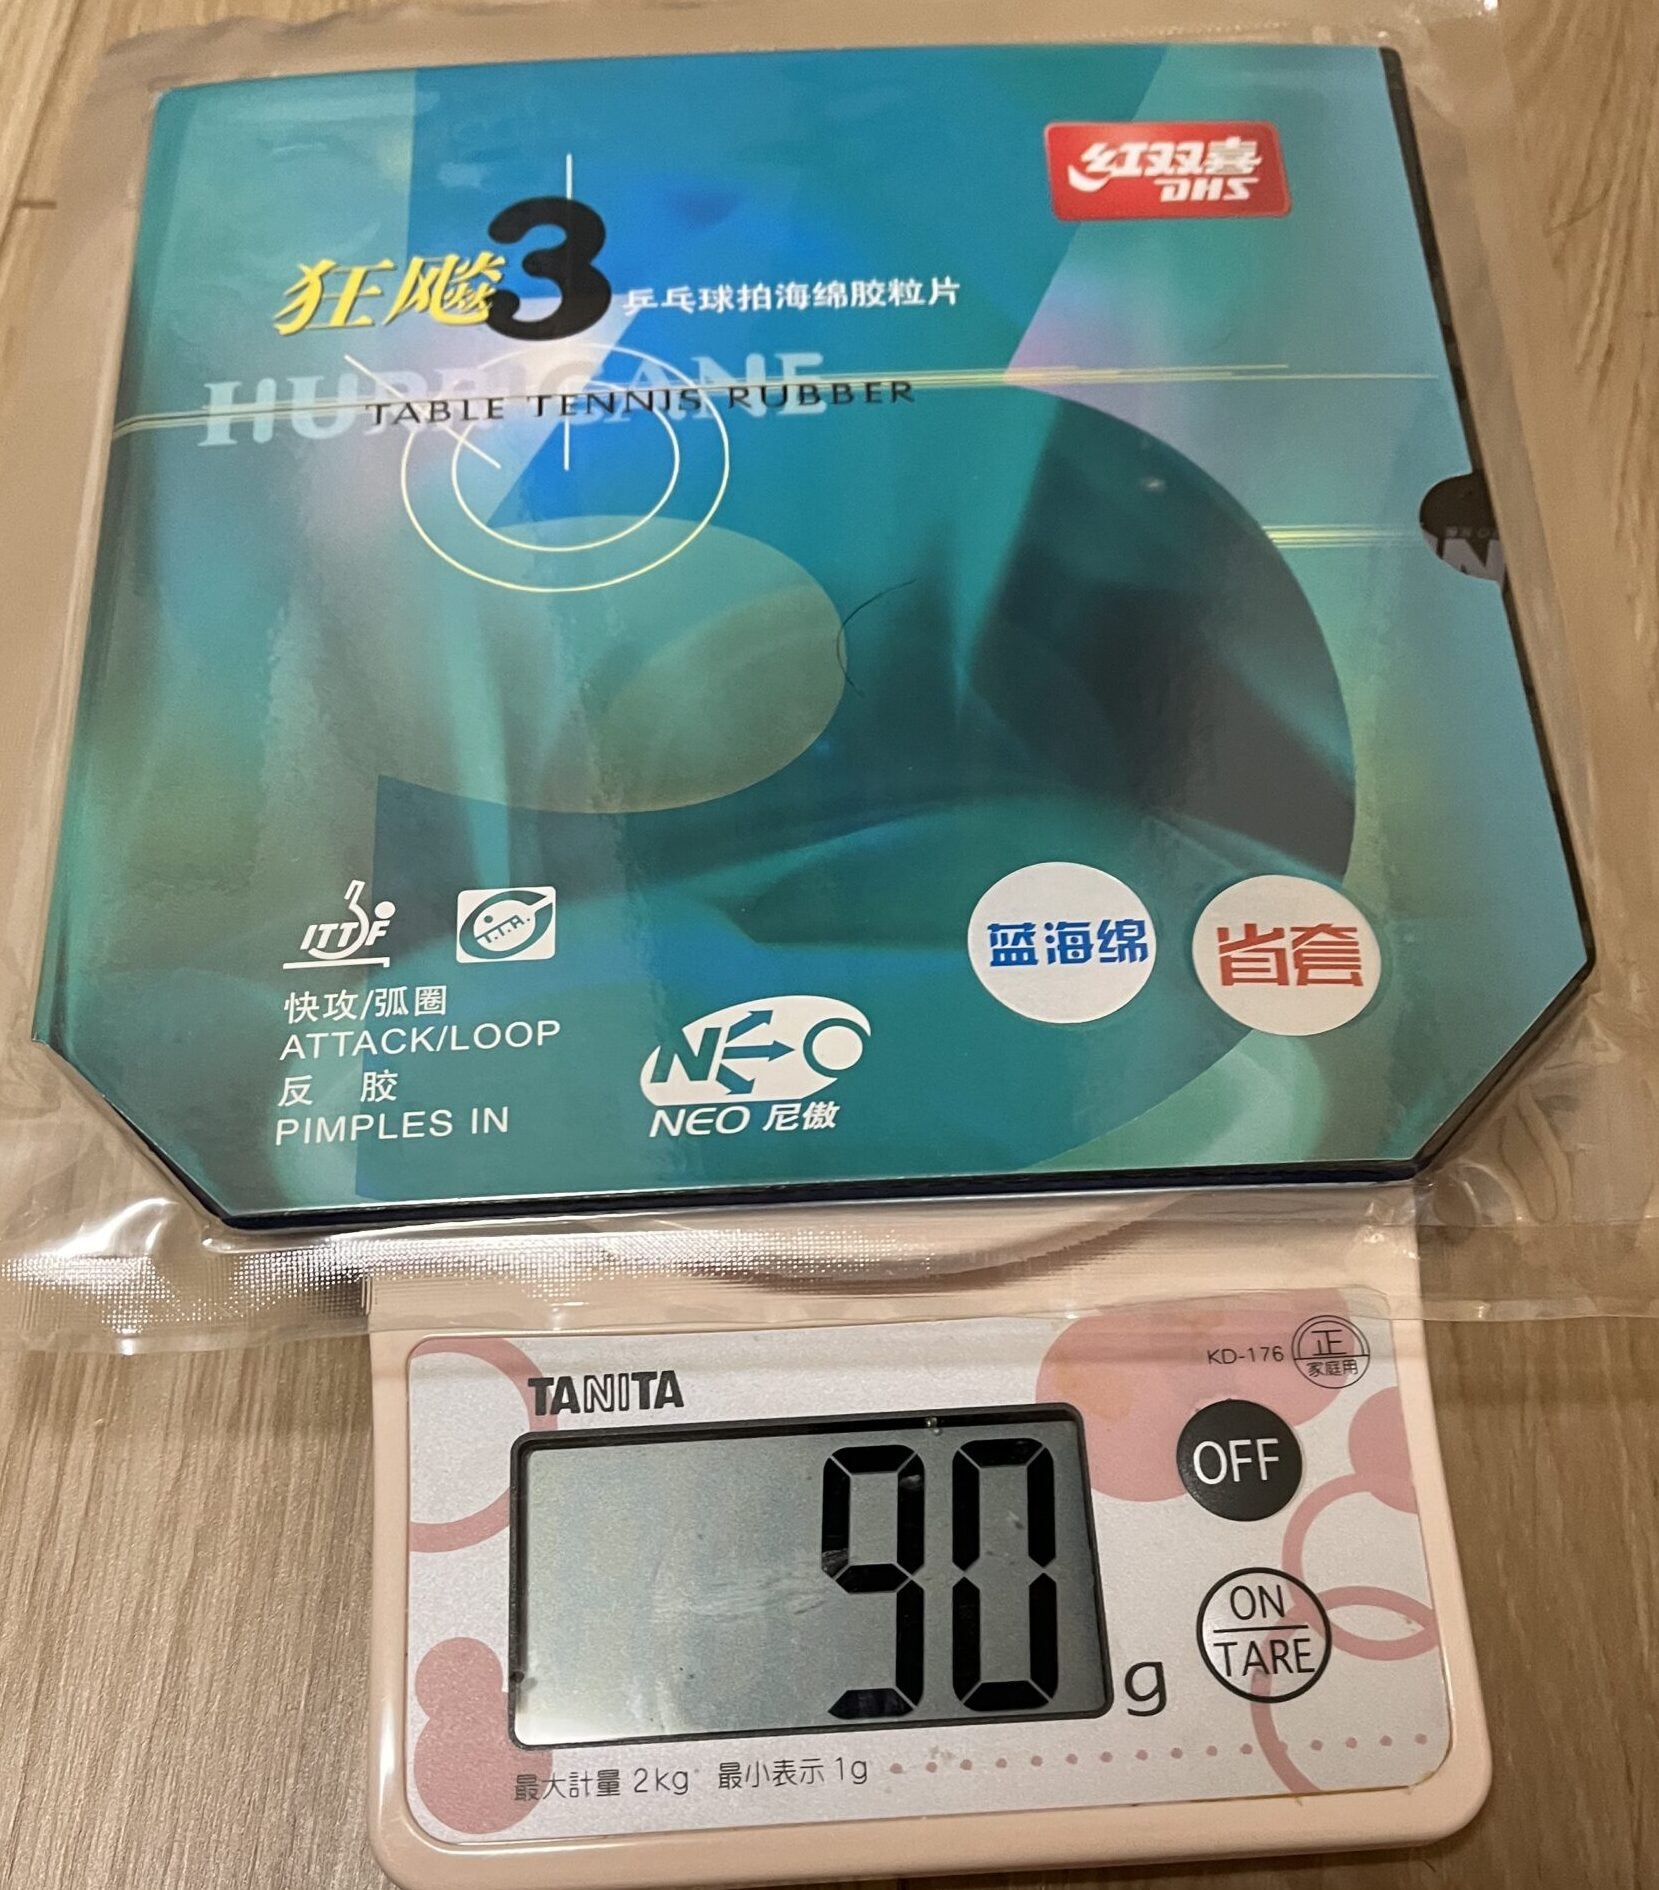 红双喜
DHS
狂飚3 乒乓球拍海绵胶粒片
HURRICANE
TABLE TENNIS RUBBER
ITTF
T.T.A.
蓝海绵
省套
快攻/弧圈
ATTACK/LOOP
反 胶
PIMPLES IN
NEO
NEO 尼傲
TANITA
KD-176
正
家庭用
90 g
OFF
ON
TARE
最大計量 2kg 最小表示 1g